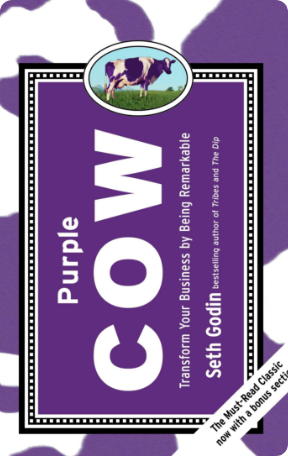 Purple
COW
Transform Your Business by Being Remarkable
Seth Godin bestselling author of Tribes and The Dip
The Must-Read Classic
now with a bonus